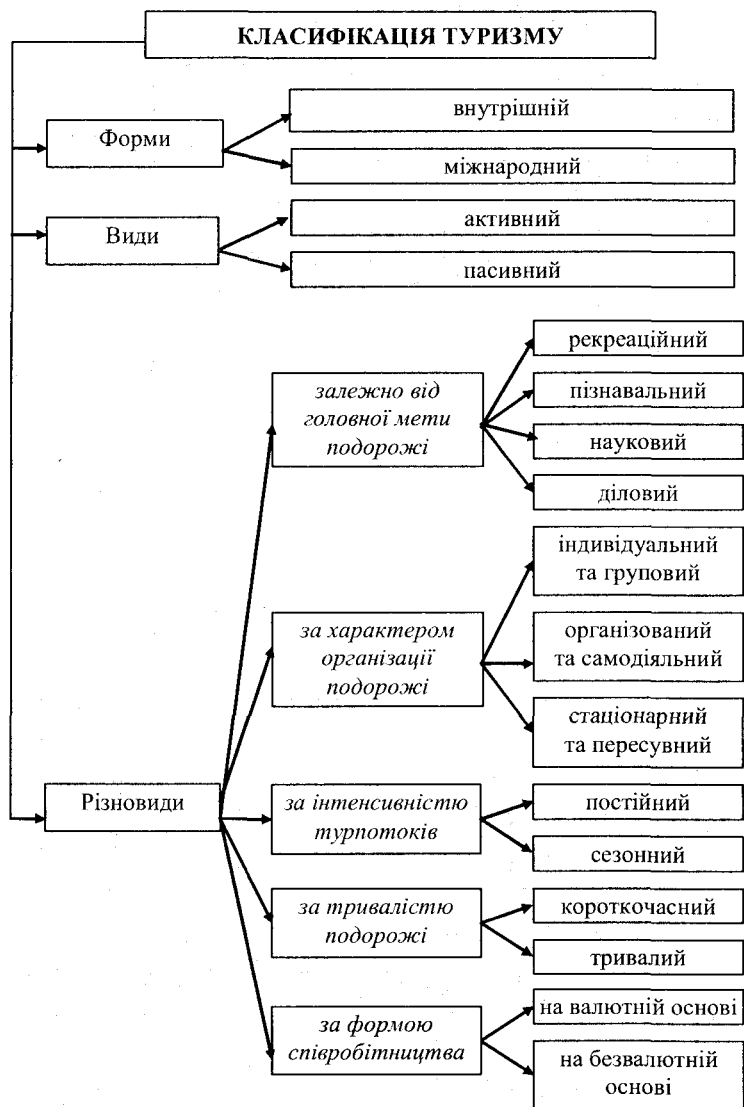 КЛАСИФІКАЦІЯ ТУРИЗМУ
Форми
внутрішній
міжнародний
Види
активний
пасивний
Різновиди
залежно від
головної мети
подорожі
рекреаційний
пізнавальний
науковий
діловий
за характером
організації
подорожі
індивідуальний
та груповий
організований
та самодіяльний
стаціонарний
та пересувний
за інтенсивністю
турпотоків
постійний
сезонний
за тривалістю
подорожі
короткочасний
тривалий
за формою
співробітництва
на валютній основі
на безвалютній
основі